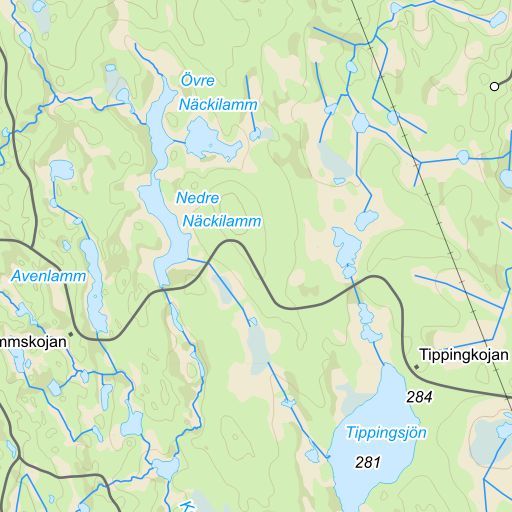 Övre
Näckilamm
Nedre
Näckilamm
Avenlamm
mmskojan
Tippingkojan
284
Tippingsjön
281
K